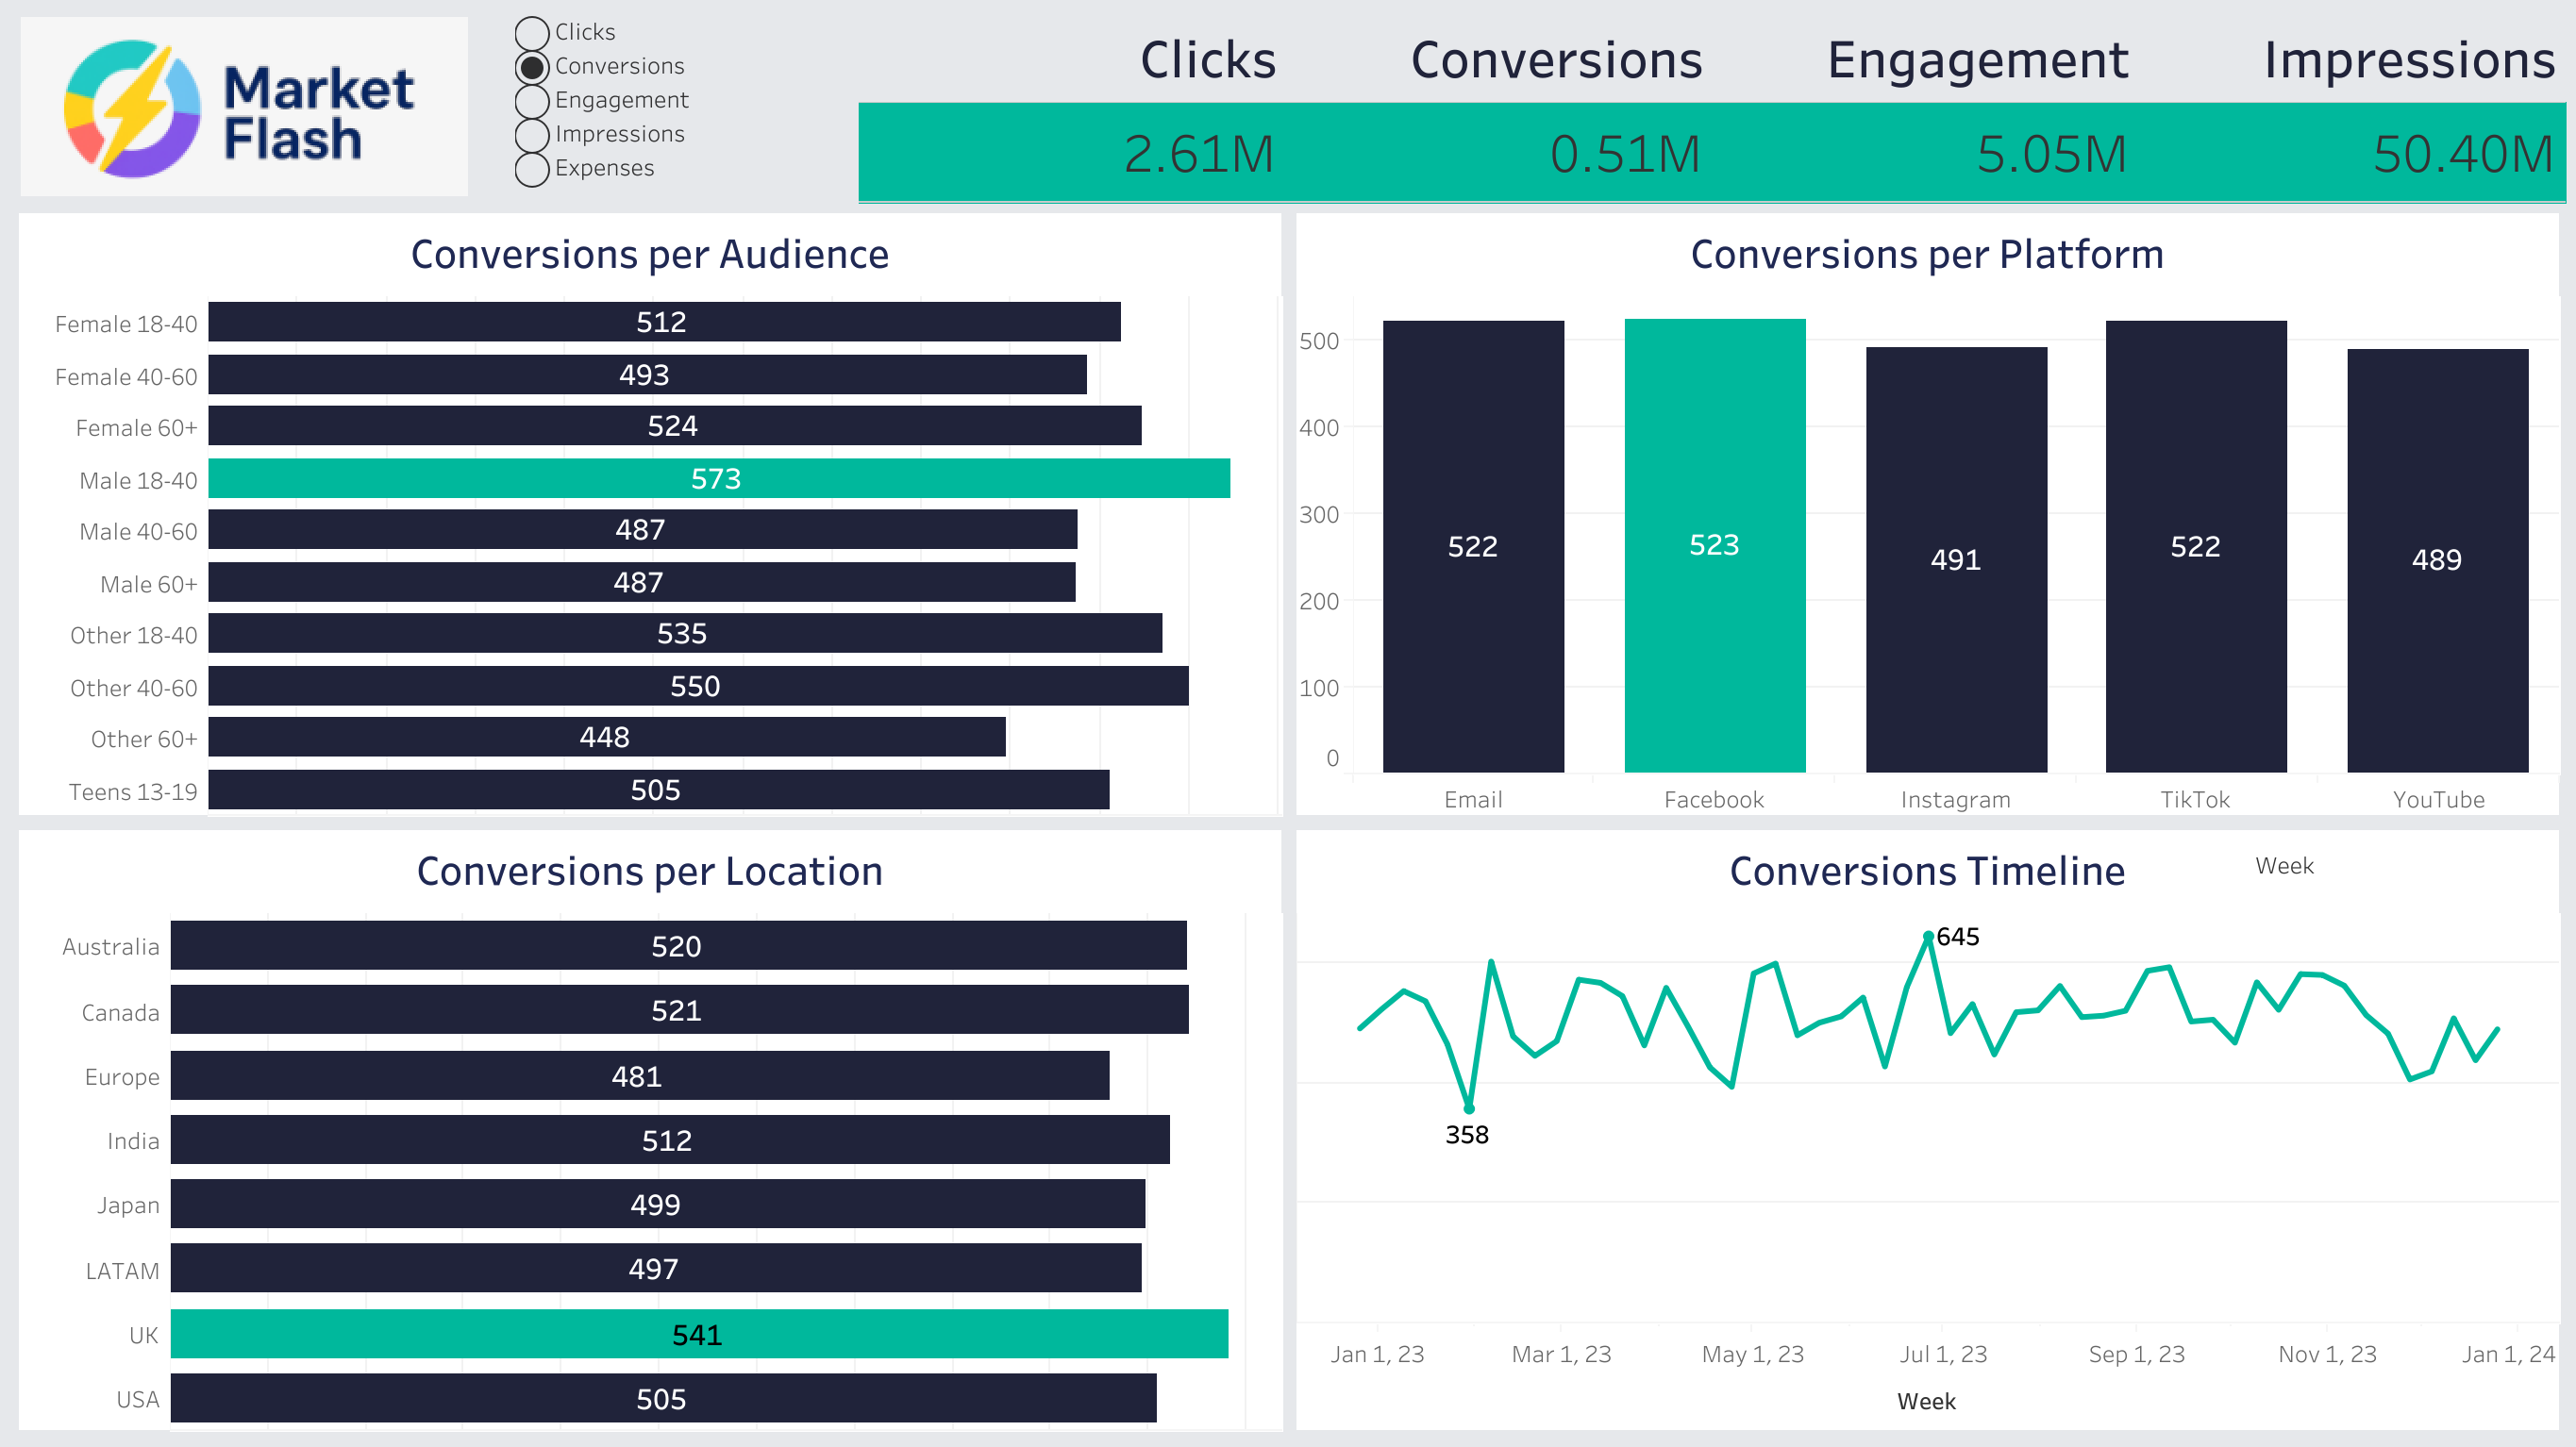 Market
Flash
Clicks
Conversions
Engagement
Impressions
Expenses
Clicks Conversions Engagement Impressions
2.61M 0.51M 5.05M 50.40M
Conversions per Audience
Female 18-40 512
Female 40-60 493
Female 60+ 524
Male 18-40 573
Male 40-60 487
Male 60+ 487
Other 18-40 535
Other 40-60 550
Other 60+ 448
Teens 13-19 505
Conversions per Platform
500
400
300
200
100
0
522 523 491 522 489
Email Facebook Instagram TikTok YouTube
Conversions per Location
Australia 520
Canada 521
Europe 481
India 512
Japan 499
LATAM 497
UK 541
USA 505
Conversions Timeline
Week
645
358
Jan 1, 23 Mar 1, 23 May 1, 23 Jul 1, 23 Sep 1, 23 Nov 1, 23 Jan 1, 24
Week